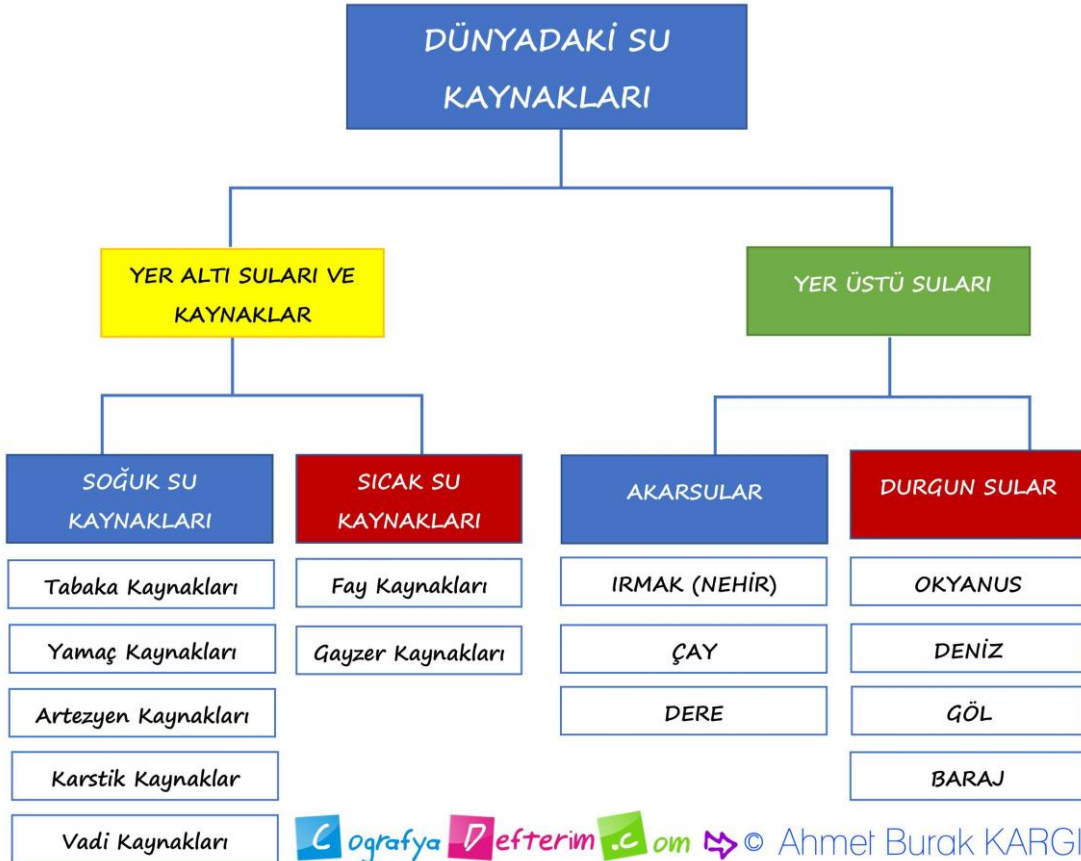 DÜNYADAKİ SU
KAYNAKLARI
YER ALTI SULARI VE
KAYNAKLAR
YER ÜSTÜ SULARI
SOĞUK SU
KAYNAKLARI
SICAK SU
KAYNAKLARI
AKARSULAR
DURGUN SULAR
Tabaka Kaynakları
Yamaç Kaynakları
Artezyen Kaynakları
Karstik Kaynaklar
Vadi Kaynakları
Fay Kaynakları
Gayzer Kaynakları
IRMAK (NEHİR)
ÇAY
DERE
OKYANUS
DENİZ
GÖL
BARAJ
Cografya Defterim.com © Ahmet Burak KARGI